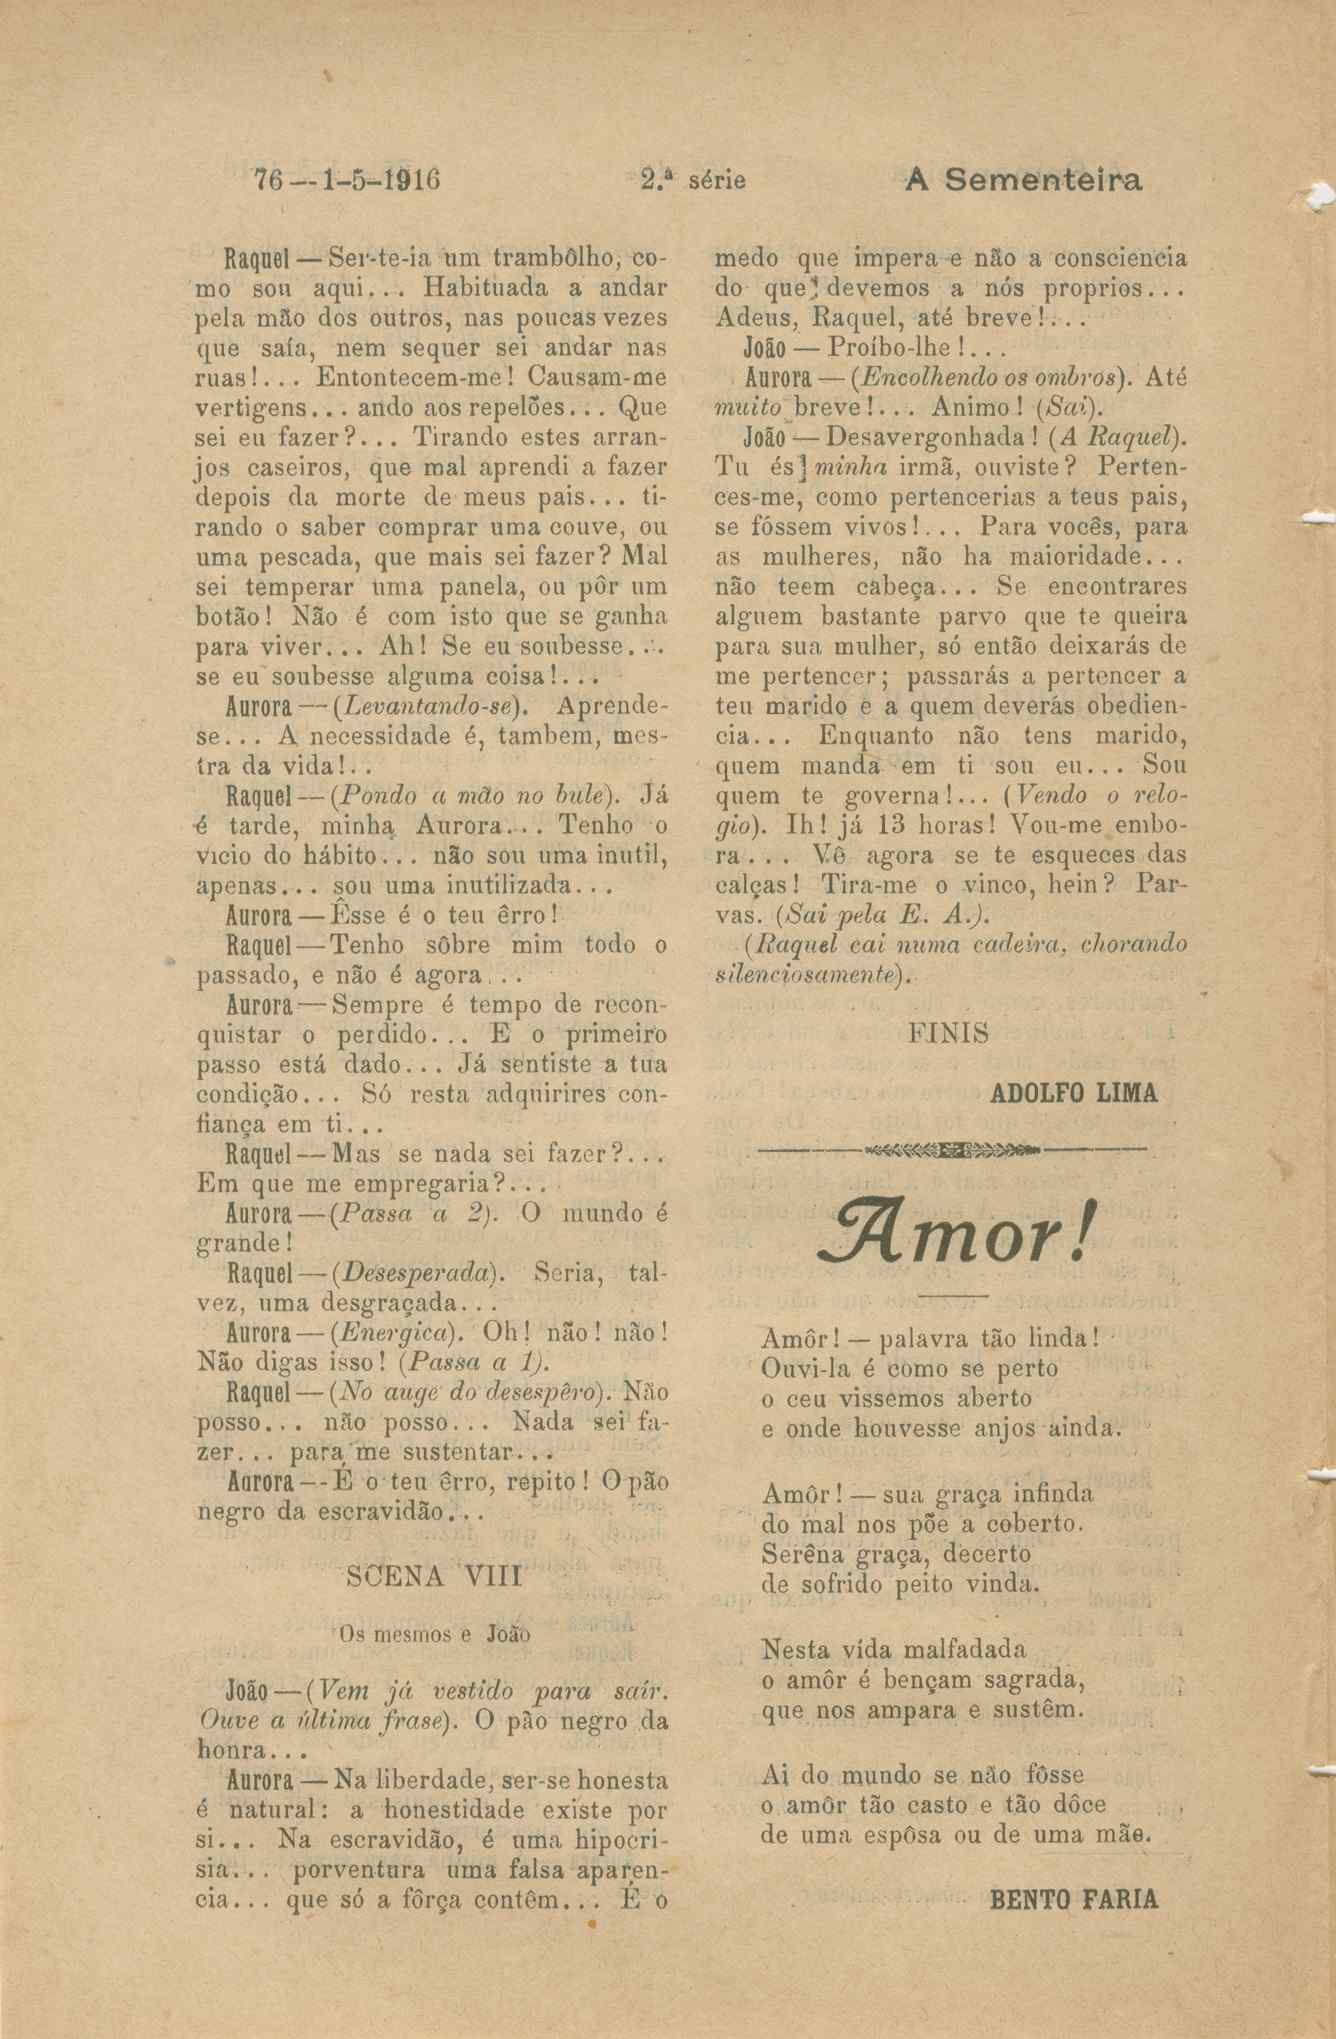 76 — 1-5-1916 2.ª série A Sementeira
Raquel — Ser-te-ia um trambôlho, co-
mo sou aqui... Habituada a andar
pela mão dos outros, nas poucas vezes
que saía, nem sequer sei andar nas
ruas!... Entontecem-me! Causam-me
vertigens... ando aos repelões... Que
sei eu fazer?... Tirando estes arran-
jos caseiros, que mal aprendi a fazer
depois da morte de meus pais... ti-
rando o saber comprar uma couve, ou
uma pescada, que mais sei fazer? Mal
sei temperar uma panela, ou pôr um
botão! Não é com isto que se ganha
para viver... Ah! Se eu soubesse...
se eu soubesse alguma coisa!...
Aurora — (Levantando-se). Aprende-
se... A necessidade é, tambem, mes-
tra da vida!..
Raquel — (Pondo a mão no bule). Já
é tarde, minha Aurora... Tenho o
vicio do hábito... não sou uma inutil,
apenas... sou uma inutilizada...
Aurora — Êsse é o teu êrro!
Raquel — Tenho sôbre mim todo o
passado, e não é agora...
Aurora — Sempre é tempo de recon-
quistar o perdido... E o primeiro
passo está dado... Já sentiste a tua
condição... Só resta adquirires con-
fiança em ti...
Raquel — Mas se nada sei fazer?...
Em que me empregaria?...
Aurora — (Passa a 2). O mundo é
grande!
Raquel — (Desesperada). Seria, tal-
vez, uma desgraçada...
Aurora — (Energica). Oh! não! não!
Não digas isso! (Passa a 1).
Raquel — (No auge do desespêro). Não
posso... não posso... Nada sei fa-
zer... para me sustentar...
Aurora — É o teu êrro, repito! O pão
negro da escravidão...
SCENA VIII
Os mesmos e João
João — (Vem já vestido para saír.
Ouve a última frase). O pão negro da
honra...
Aurora — Na liberdade, ser-se honesta
é natural: a honestidade existe por
si... Na escravidão, é uma hipocri-
sia... porventura uma falsa aparen-
cia... que só a fôrça contêm... É o
medo que impera e não a consciencia
do que devemos a nós proprios...
Adeus, Raquel, até breve!...
João — Proíbo-lhe!...
Aurora — (Encolhendo os ombros). Até
muito breve!... Animo! (Sai).
João — Desavergonhada! (A Raquel).
Tu és] minha irmã, ouviste? Perten-
ces-me, como pertencerias a teus pais,
se fóssem vivos!... Para vocês, para
as mulheres, não ha maioridade...
não teem cabeça... Se encontrares
alguem bastante parvo que te queira
para sua mulher, só então deixarás de
me pertencer; passarás a pertencer a
teu marido e a quem deverás obedien-
cia... Enquanto não tens marido,
quem manda em ti sou eu... Sou
quem te governa!... (Vendo o relo-
gio). Ih! já 13 horas! Vou-me embo-
ra... Vê agora se te esqueces das
calças! Tira-me o vinco, hein? Par-
vas. (Sai pela E. A.).
(Raquel cai numa cadeira, chorando
silenciosamente).
FINIS
ADOLFO LIMA
Amor!
Amôr! — palavra tão linda!
Ouvi-la é como se perto
o ceu vissemos aberto
e onde houvesse anjos ainda.
Amôr! — sua graça infinda
do mal nos põe a coberto.
Serêna graça, decerto
de sofrido peito vinda.
Nesta vída malfadada
o amôr é bençam sagrada,
que nos ampara e sustêm.
Ai do mundo se não fôsse
o amôr tão casto e tão dôce
de uma espôsa ou de uma mãe.
BENTO FARIA